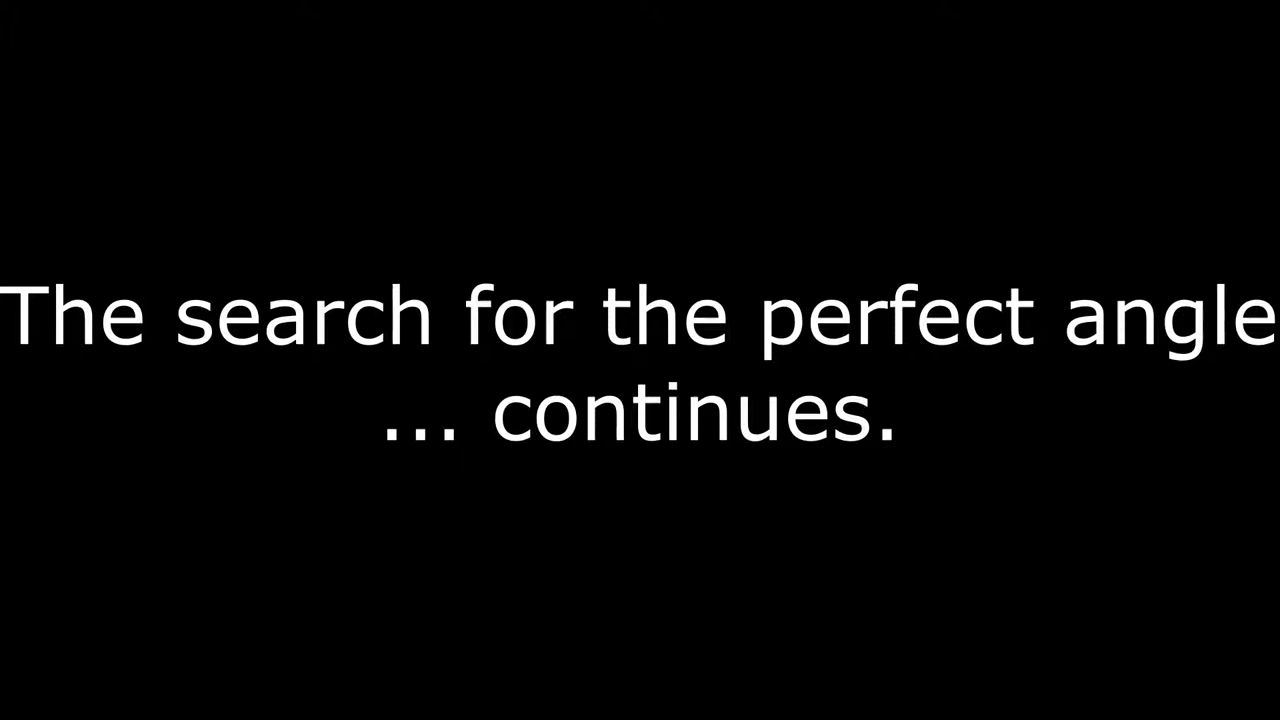 The search for the perfect angle
... continues.